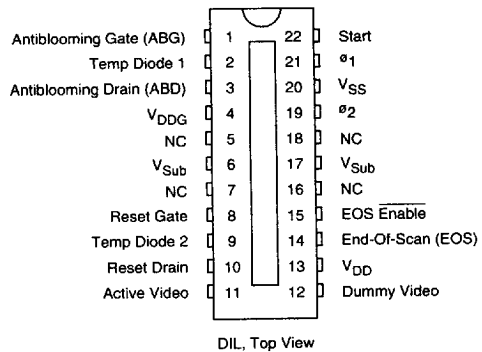 Antiblooming Gate (ABG) 1 22 Start
Temp Diode 1 2 21 ø1
Antiblooming Drain (ABD) 3 20 VSS
VDDG 4 19 ø2
NC 5 18 NC
VSub 6 17 VSub
NC 7 16 NC
Reset Gate 8 15 EOS Enable
Temp Diode 2 9 14 End-Of-Scan (EOS)
Reset Drain 10 13 VDD
Active Video 11 12 Dummy Video
DIL, Top View